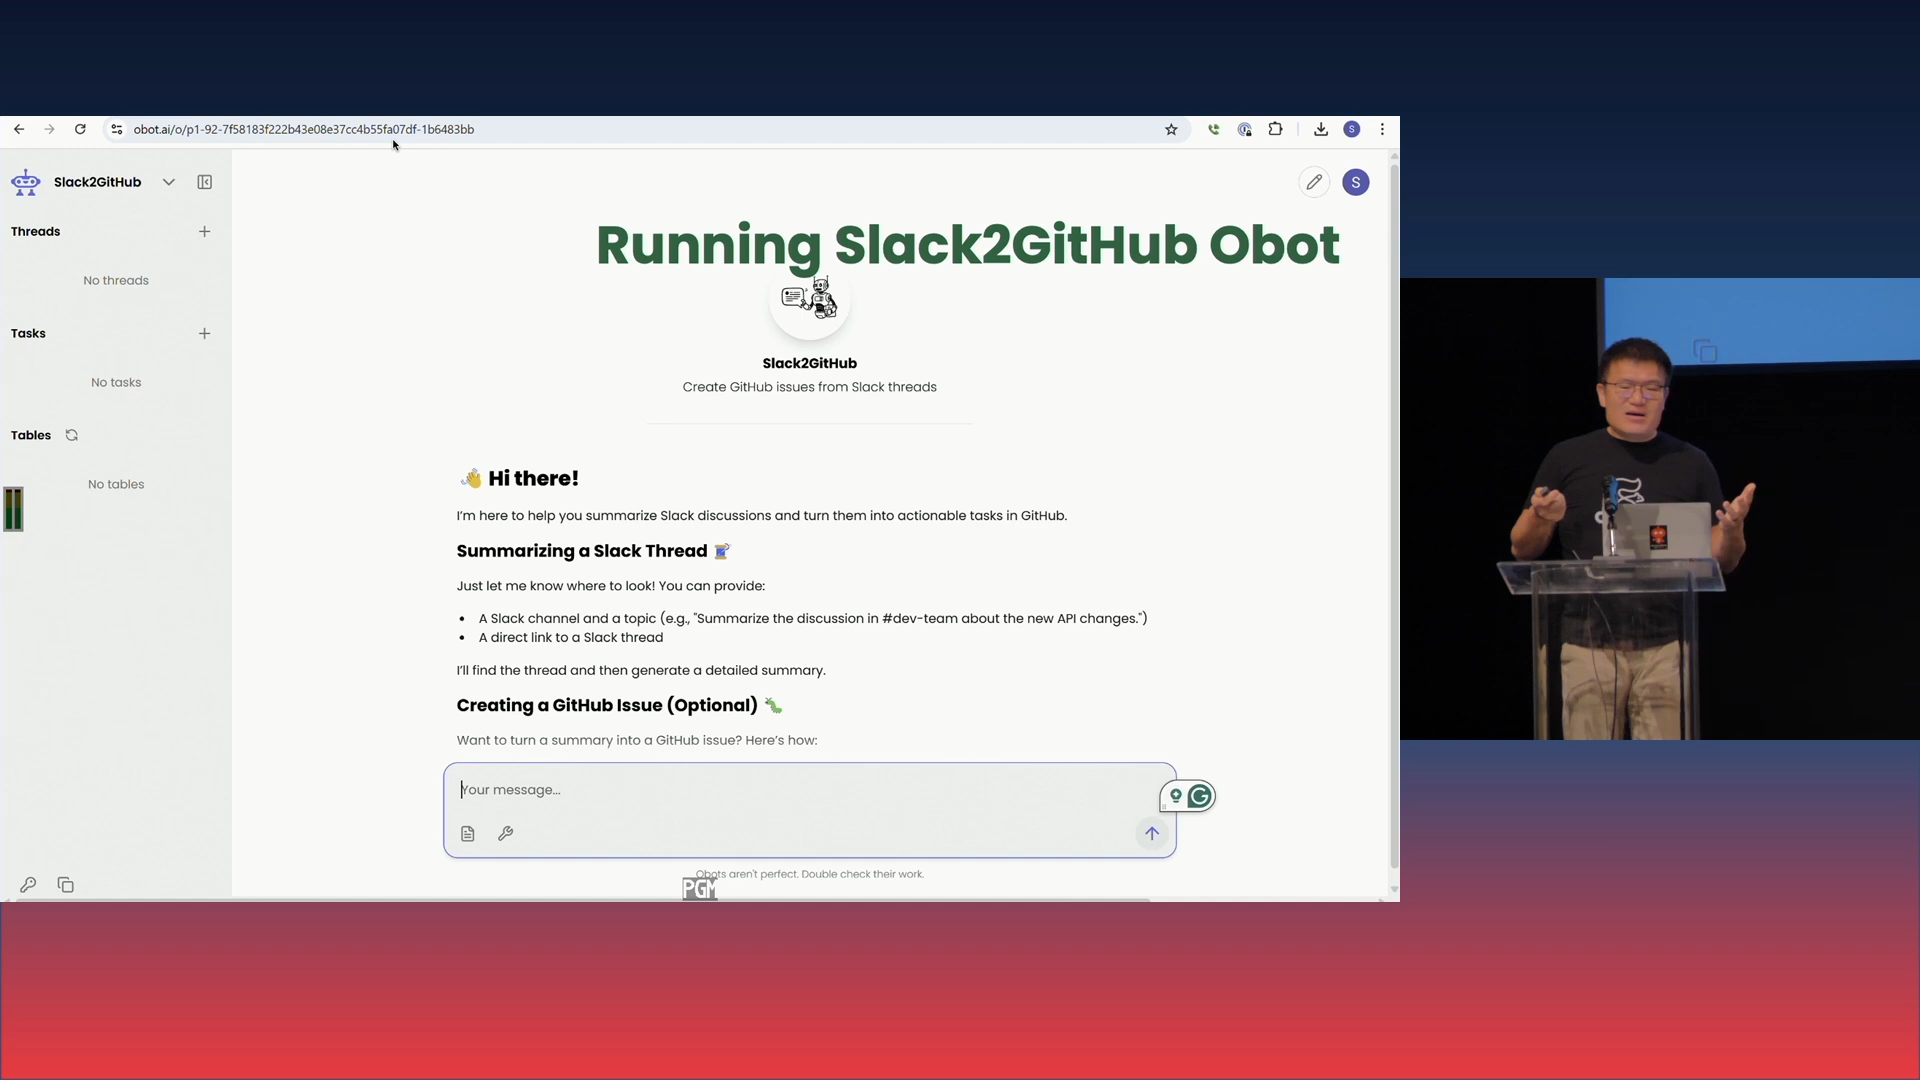 obot.ai/o/p1-92-7f58183f222b43e08e37cc4b55fa07df-1b6483bb
S
Slack2GitHub
S
Threads
No threads
Tasks
No tasks
Tables
No tables
Running Slack2GitHub Obot
Slack2GitHub
Create GitHub issues from Slack threads
👋 Hi there!
I'm here to help you summarize Slack discussions and turn them into actionable tasks in GitHub.
Summarizing a Slack Thread 🧵
Just let me know where to look! You can provide:
• A Slack channel and a topic (e.g., "Summarize the discussion in #dev-team about the new API changes.")
• A direct link to a Slack thread
I'll find the thread and then generate a detailed summary.
Creating a GitHub Issue (Optional) 🐛
Want to turn a summary into a GitHub issue? Here's how:
Your message...
G
Obots aren't perfect. Double check their work.
PGM